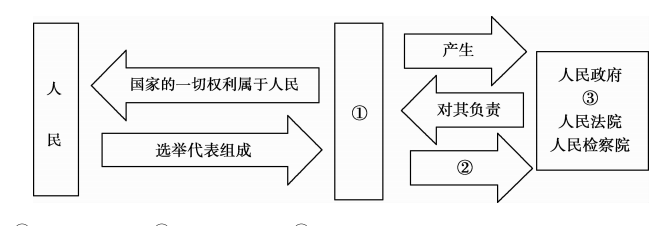 人民
国家的一切权利属于人民
选举代表组成
①
产生
对其负责
②
人民政府
③
人民法院
人民检察院